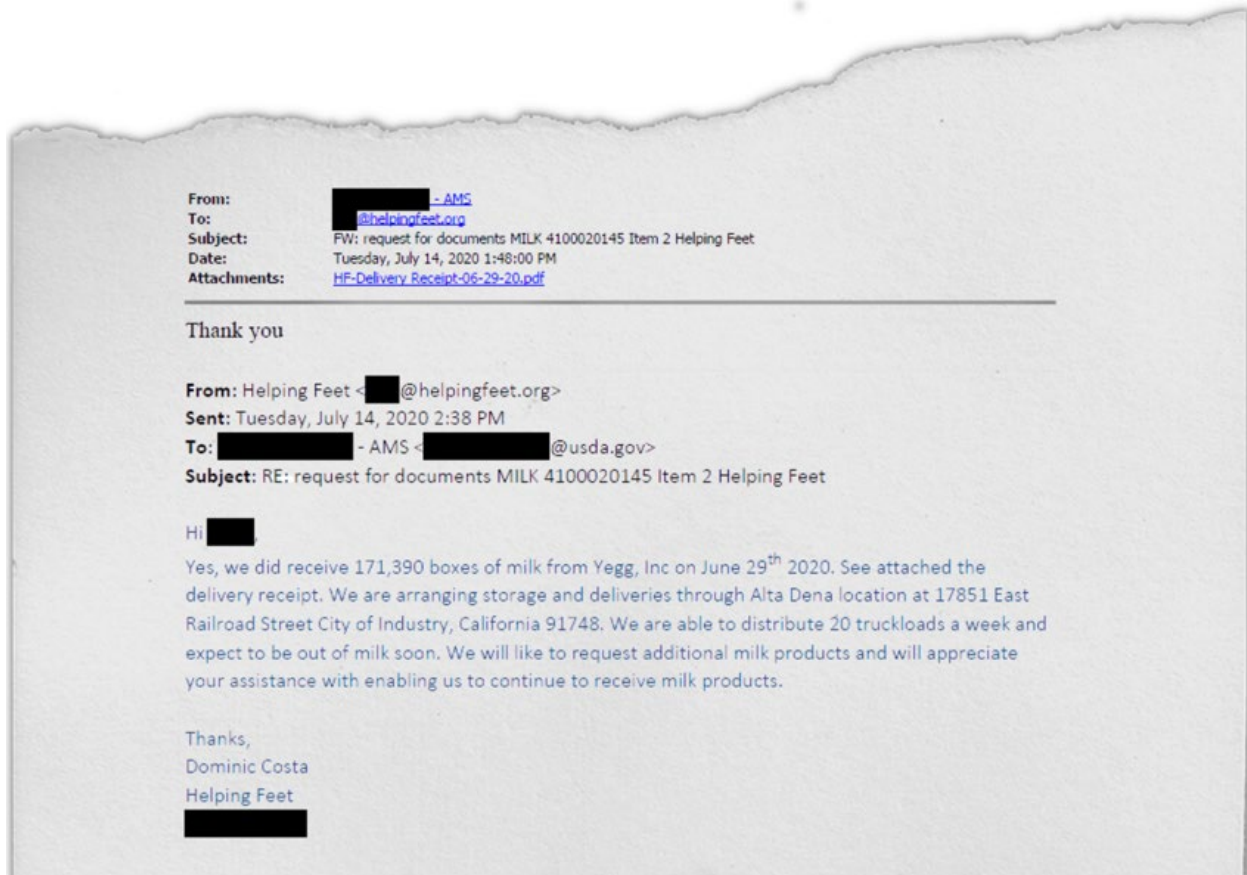 From: - AMS
To: @helpingfeet.org
Subject: FW: request for documents MILK 4100020145 Item 2 Helping Feet
Date: Tuesday, July 14, 2020 1:48:00 PM
Attachments: HF-Delivery Receipt-06-29-20.pdf
Thank you
From: Helping Feet < @helpingfeet.org>
Sent: Tuesday, July 14, 2020 2:38 PM
To: - AMS < @usda.gov>
Subject: RE: request for documents MILK 4100020145 Item 2 Helping Feet
Hi ,
Yes, we did receive 171,390 boxes of milk from Yegg, Inc on June 29th 2020. See attached the
delivery receipt. We are arranging storage and deliveries through Alta Dena location at 17851 East
Railroad Street City of Industry, California 91748. We are able to distribute 20 truckloads a week and
expect to be out of milk soon. We will like to request additional milk products and will appreciate
your assistance with enabling us to continue to receive milk products.
Thanks,
Dominic Costa
Helping Feet